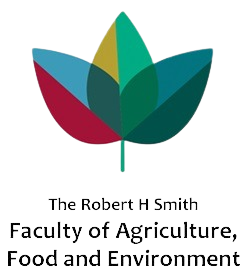 The Robert H Smith
Faculty of Agriculture,
Food and Environment